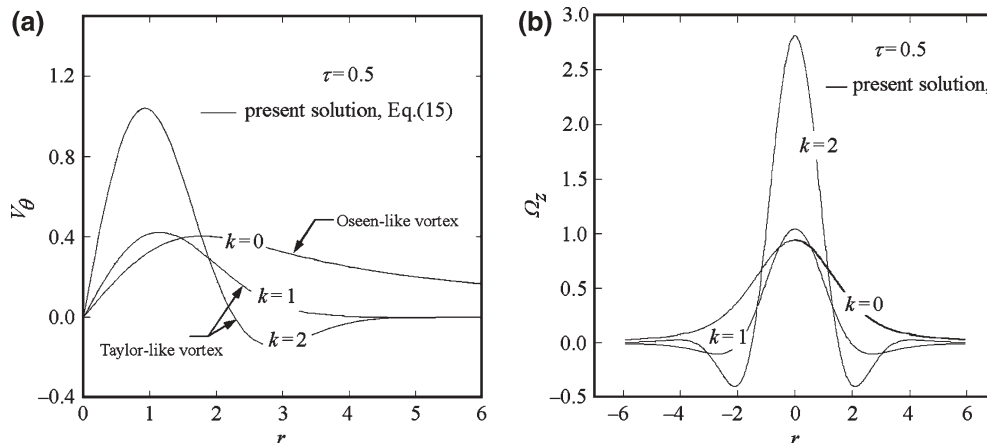 (a)
1.2
0.8
0.4
0.0
−0.4
V_θ
τ=0.5
present solution, Eq.(15)
Oseen-like vortex
k=0
k=1
k=2
Taylor-like vortex
0 1 2 3 4 5 6
r
(b)
3.0
2.5
2.0
1.5
1.0
0.5
0.0
−0.5
Ω_z
τ=0.5
present solution,
k=2
k=0
k=1
−6 −4 −2 0 2 4 6
r